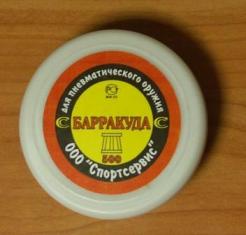 для пневматического оружия
БАРРАКУДА
500
ООО "Спортсервис"